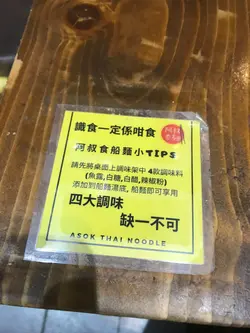 識食一定係咁食
阿叔食船麵小TIPS
請先將桌面上調味架中 4款調味料
(魚露,白糖,白醋,辣椒粉)
添加到船麵湯底, 船麵即可享用
四大調味
缺一不可
ASOK THAI NOODLE